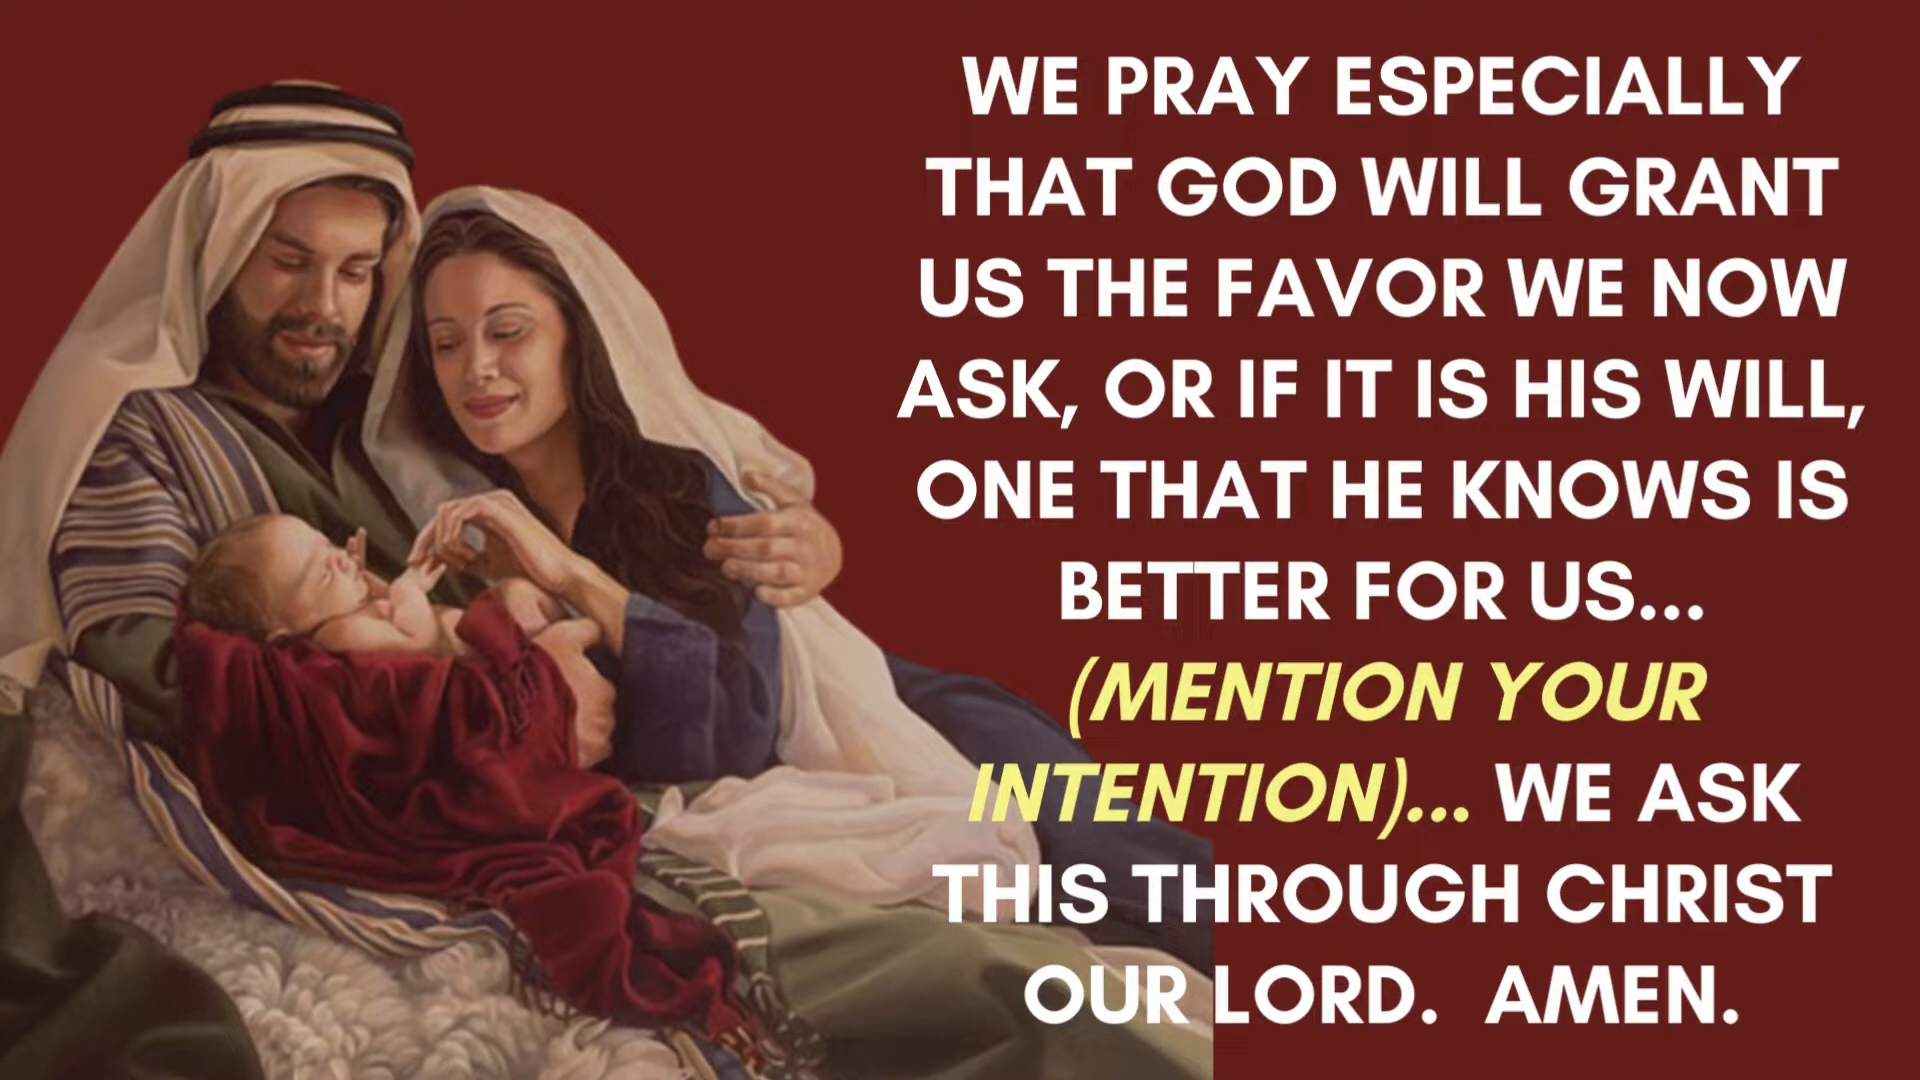 WE PRAY ESPECIALLY
THAT GOD WILL GRANT
US THE FAVOR WE NOW
ASK, OR IF IT IS HIS WILL,
ONE THAT HE KNOWS IS
BETTER FOR US...
(MENTION YOUR
INTENTION)... WE ASK
THIS THROUGH CHRIST
OUR LORD.  AMEN.